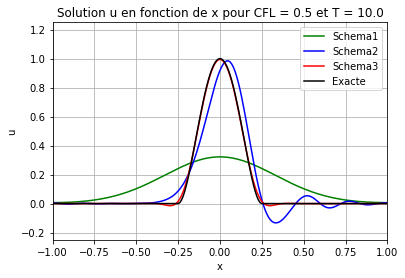 Solution u en fonction de x pour CFL = 0.5 et T = 10.0
Schema1
Schema2
Schema3
Exacte
u
1.2
1.0
0.8
0.6
0.4
0.2
0.0
−0.2
−1.00 −0.75 −0.50 −0.25 0.00 0.25 0.50 0.75 1.00
x